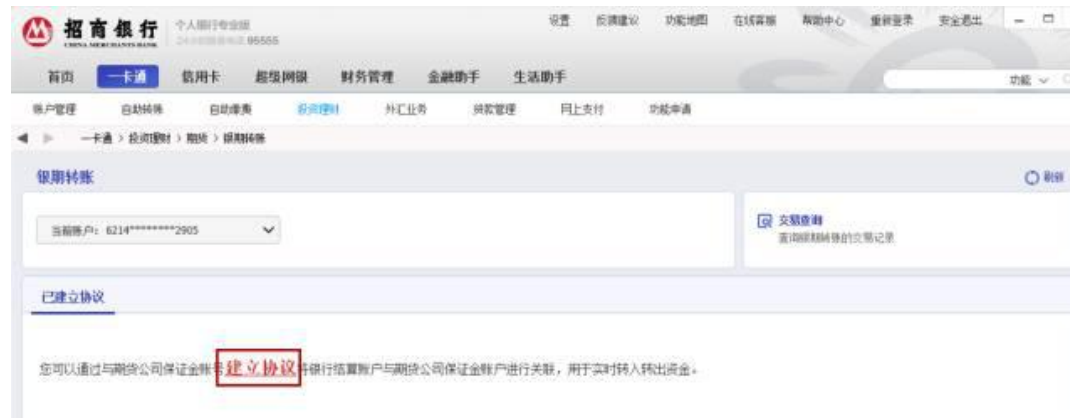 招商银行 个人银行专业版 设置 反馈建议 功能地图 在线客服 帮助中心 重新登录 安全退出
CHINA MERCHANTS BANK 95555
首页 一卡通 信用卡 超级网银 财务管理 金融助手 生活助手 功能
账户管理 自助转账 自助缴费 投资理财 外汇业务 贷款管理 网上支付 功能申请
一卡通 > 投资理财 > 期货 > 银期转账
银期转账 刷新
当前账户: 6214********2905 交易查询
查询银期转账的交易记录
已建立协议
您可以通过与期货公司保证金账号建立协议将银行结算账户与期货公司保证金账户进行关联，用于实时转入转出资金。